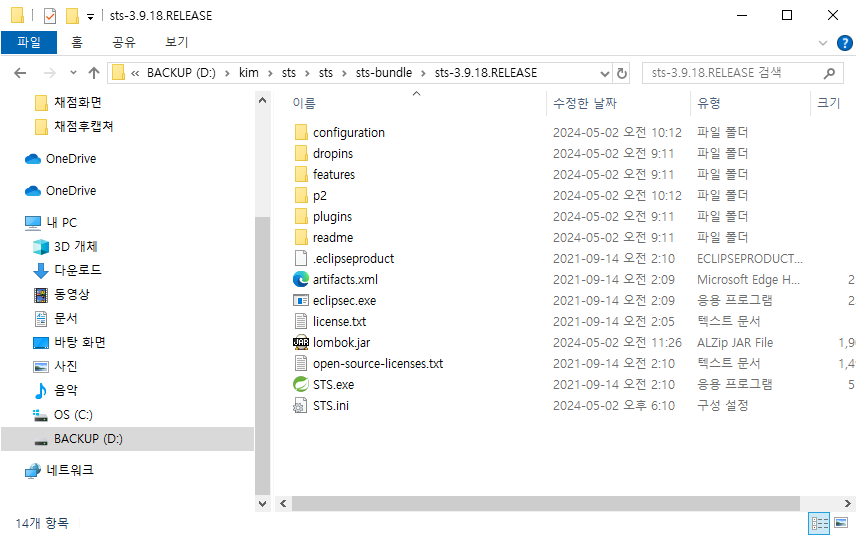 sts-3.9.18.RELEASE
파일 홈 공유 보기
« BACKUP (D:) > kim > sts > sts > sts-bundle > sts-3.9.18.RELEASE
sts-3.9.18.RELEASE 검색
채점화면
채점후캡쳐
OneDrive
OneDrive
내 PC
3D 개체
다운로드
동영상
문서
바탕 화면
사진
음악
OS (C:)
BACKUP (D:)
네트워크
이름 수정한 날짜 유형 크기
configuration 2024-05-02 오전 10:12 파일 폴더
dropins 2024-05-02 오전 9:11 파일 폴더
features 2024-05-02 오전 9:11 파일 폴더
p2 2024-05-02 오전 10:12 파일 폴더
plugins 2024-05-02 오전 9:11 파일 폴더
readme 2024-05-02 오전 9:11 파일 폴더
.eclipseproduct 2021-09-14 오전 2:10 ECLIPSEPRODUCT...
artifacts.xml 2021-09-14 오전 2:09 Microsoft Edge H... 2
eclipsec.exe 2021-09-14 오전 2:09 응용 프로그램 2
license.txt 2021-09-14 오전 2:05 텍스트 문서
lombok.jar 2024-05-02 오전 11:26 ALZip JAR File 1,9
open-source-licenses.txt 2021-09-14 오전 2:10 텍스트 문서 1,4
STS.exe 2021-09-14 오전 2:10 응용 프로그램 5
STS.ini 2024-05-02 오후 6:10 구성 설정
14개 항목